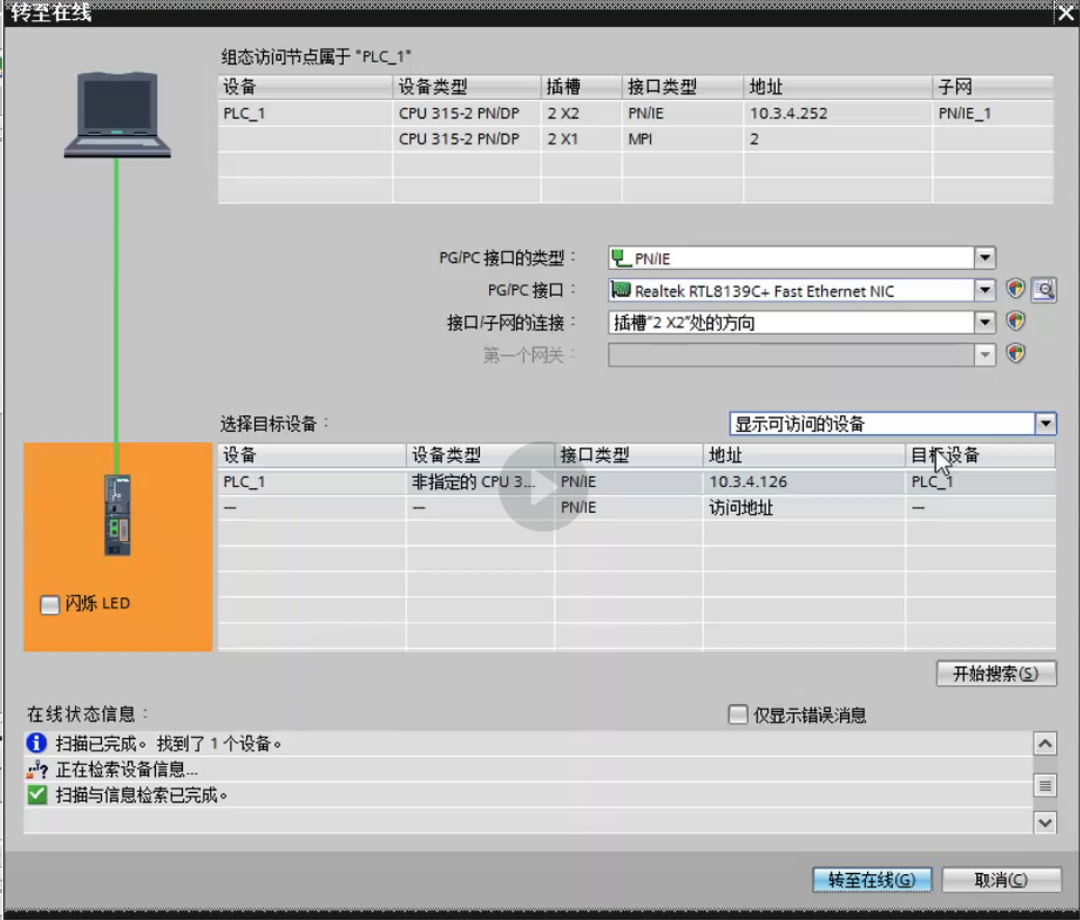 转至在线
组态访问节点属于 "PLC_1"
设备 设备类型 插槽 接口类型 地址 子网
PLC_1 CPU 315-2 PN/DP 2 X2 PN/IE 10.3.4.252 PN/IE_1
CPU 315-2 PN/DP 2 X1 MPI 2
PG/PC 接口的类型： PN/IE
PG/PC 接口： Realtek RTL8139C+ Fast Ethernet NIC
接口/子网的连接： 插槽"2 X2"处的方向
第一个网关：
选择目标设备： 显示可访问的设备
设备 设备类型 接口类型 地址 目标设备
PLC_1 非指定的 CPU 3... PN/IE 10.3.4.126 PLC_1
— — PN/IE 访问地址 —
闪烁 LED
开始搜索(S)
在线状态信息： 仅显示错误消息
扫描已完成。找到了 1 个设备。
正在检索设备信息...
扫描与信息检索已完成。
转至在线(G) 取消(C)